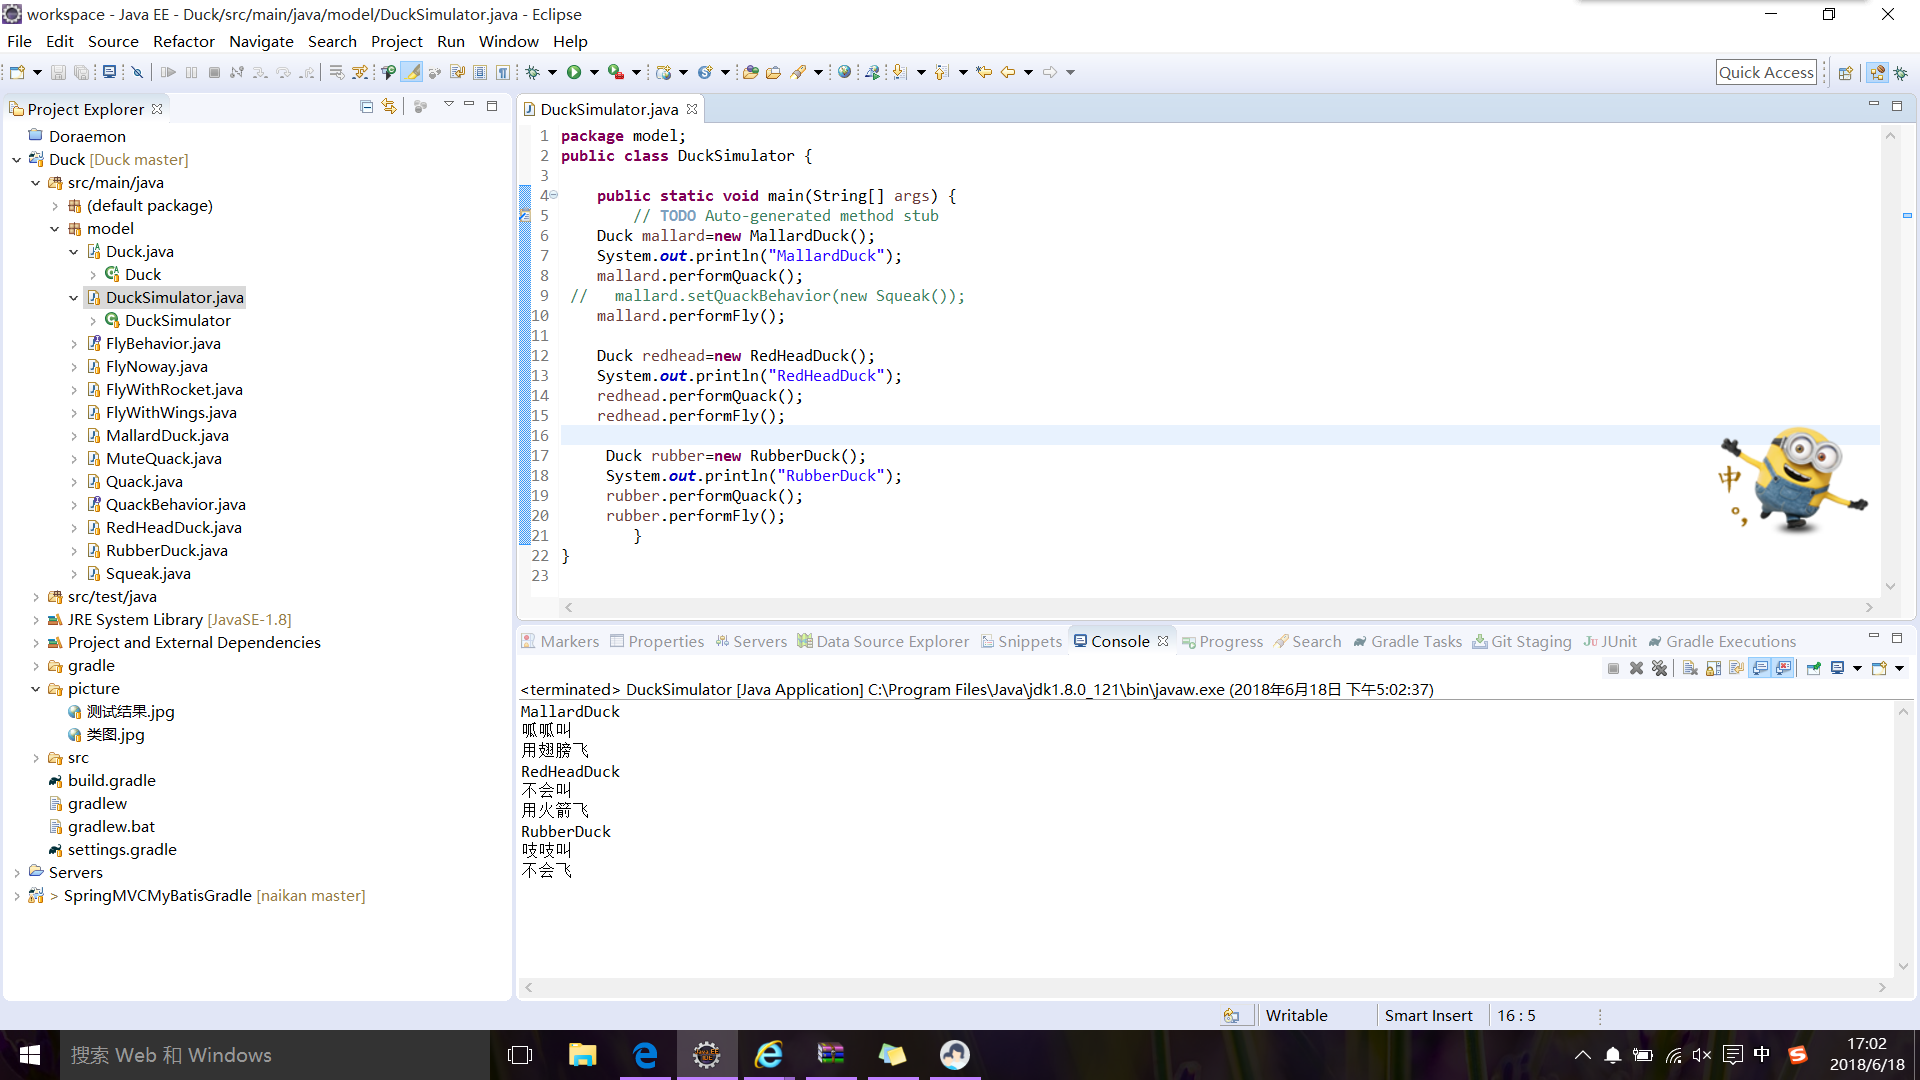 workspace - Java EE - Duck/src/main/java/model/DuckSimulator.java - Eclipse
File Edit Source Refactor Navigate Search Project Run Window Help
Quick Access
Project Explorer
Doraemon
Duck [Duck master]
src/main/java
(default package)
model
Duck.java
Duck
DuckSimulator.java
DuckSimulator
FlyBehavior.java
FlyNoway.java
FlyWithRocket.java
FlyWithWings.java
MallardDuck.java
MuteQuack.java
Quack.java
QuackBehavior.java
RedHeadDuck.java
RubberDuck.java
Squeak.java
src/test/java
JRE System Library [JavaSE-1.8]
Project and External Dependencies
gradle
picture
测试结果.jpg
类图.jpg
src
build.gradle
gradlew
gradlew.bat
settings.gradle
Servers
> SpringMVCMyBatisGradle [naikan master]
DuckSimulator.java
1 package model;
2 public class DuckSimulator {
3
4 public static void main(String[] args) {
5 // TODO Auto-generated method stub
6 Duck mallard=new MallardDuck();
7 System.out.println("MallardDuck");
8 mallard.performQuack();
9 // mallard.setQuackBehavior(new Squeak());
10 mallard.performFly();
11
12 Duck redhead=new RedHeadDuck();
13 System.out.println("RedHeadDuck");
14 redhead.performQuack();
15 redhead.performFly();
16
17 Duck rubber=new RubberDuck();
18 System.out.println("RubberDuck");
19 rubber.performQuack();
20 rubber.performFly();
21 }
22 }
23
中
°,
Markers Properties Servers Data Source Explorer Snippets Console Progress Search Gradle Tasks Git Staging JUnit Gradle Executions
<terminated> DuckSimulator [Java Application] C:\Program Files\Java\jdk1.8.0_121\bin\javaw.exe (2018年6月18日 下午5:02:37)
MallardDuck
呱呱叫
用翅膀飞
RedHeadDuck
不会叫
用火箭飞
RubberDuck
吱吱叫
不会飞
Writable Smart Insert 16 : 5
搜索 Web 和 Windows
中
17:02
2018/6/18